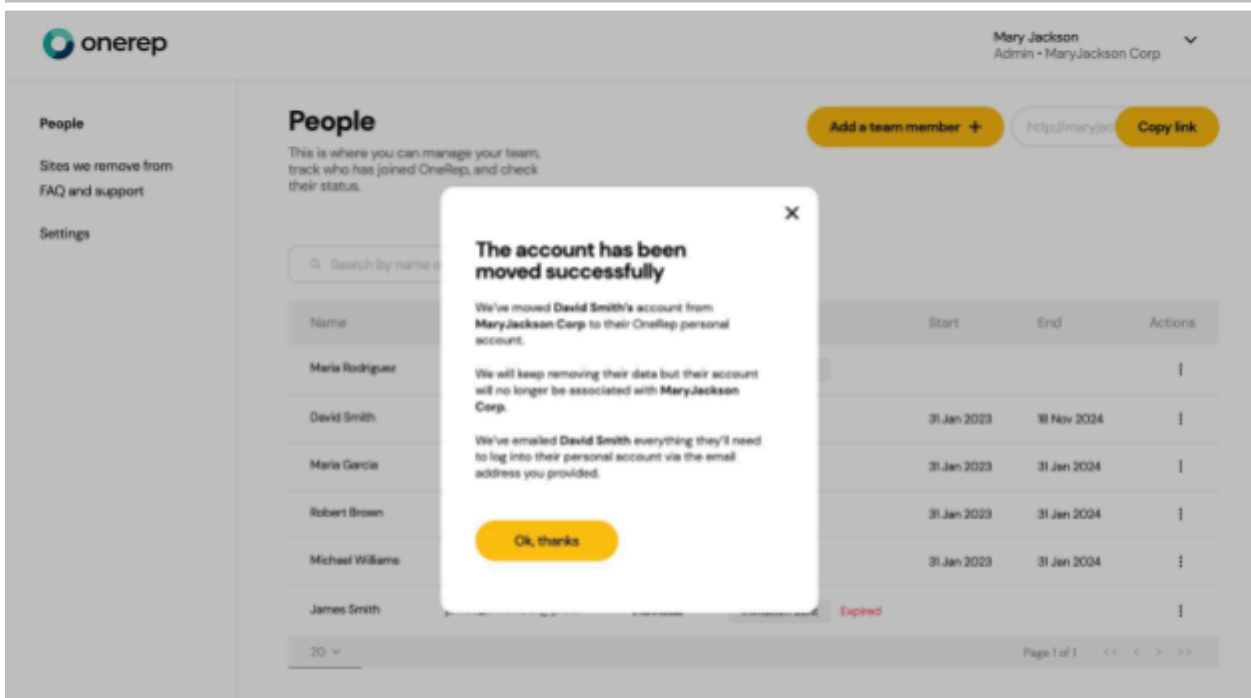 onerep
Mary Jackson
Admin • MaryJackson Corp
People
Sites we remove from
FAQ and support
Settings
People
This is where you can manage your team,
track who has joined OneRep, and check
their status.
Add a team member +
http://maryjac
Copy link
Search by name o
The account has been
moved successfully
We've moved David Smith's account from
MaryJackson Corp to their OneRep personal
account.
We will keep removing their data but their account
will no longer be associated with MaryJackson
Corp.
We've emailed David Smith everything they'll need
to log into their personal account via the email
address you provided.
Ok, thanks
Name Start End Actions
Maria Rodriguez
David Smith 31 Jan 2023 18 Nov 2024
Maria Garcia 31 Jan 2023 31 Jan 2024
Robert Brown 31 Jan 2023 31 Jan 2024
Michael Williams 31 Jan 2023 31 Jan 2024
James Smith Expired
20 Page 1 of 1 << < > >>